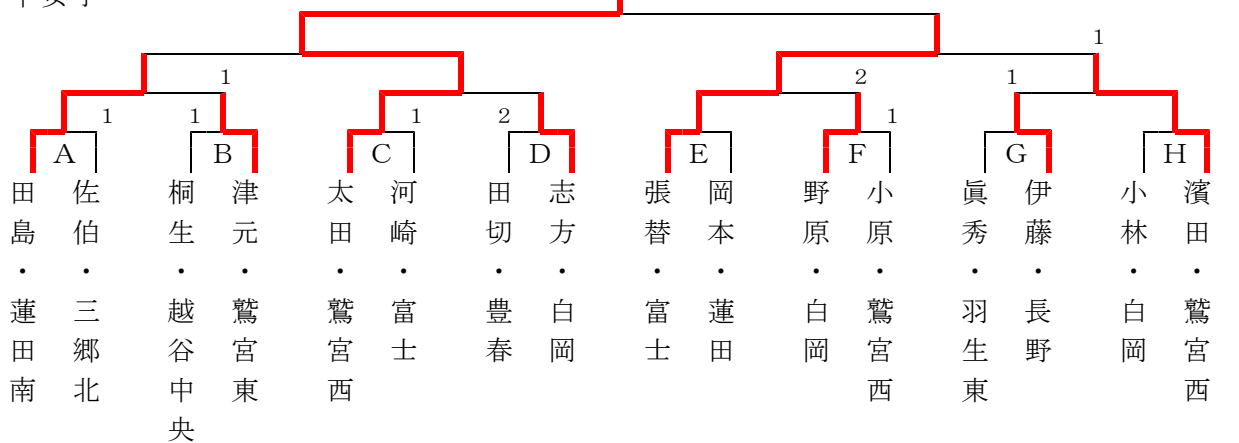 1
1 2 1
1 1 1 2 1
A B C D E F G H
田島・蓮田南
佐伯・三郷北
桐生・越谷中央
津元・鷲宮東
太田・鷲宮西
河崎・富士
田切・豊春
志方・白岡
張替・富士
岡本・蓮田
野原・白岡
小原・鷲宮西
眞秀・羽生東
伊藤・長野
小林・白岡
濱田・鷲宮西